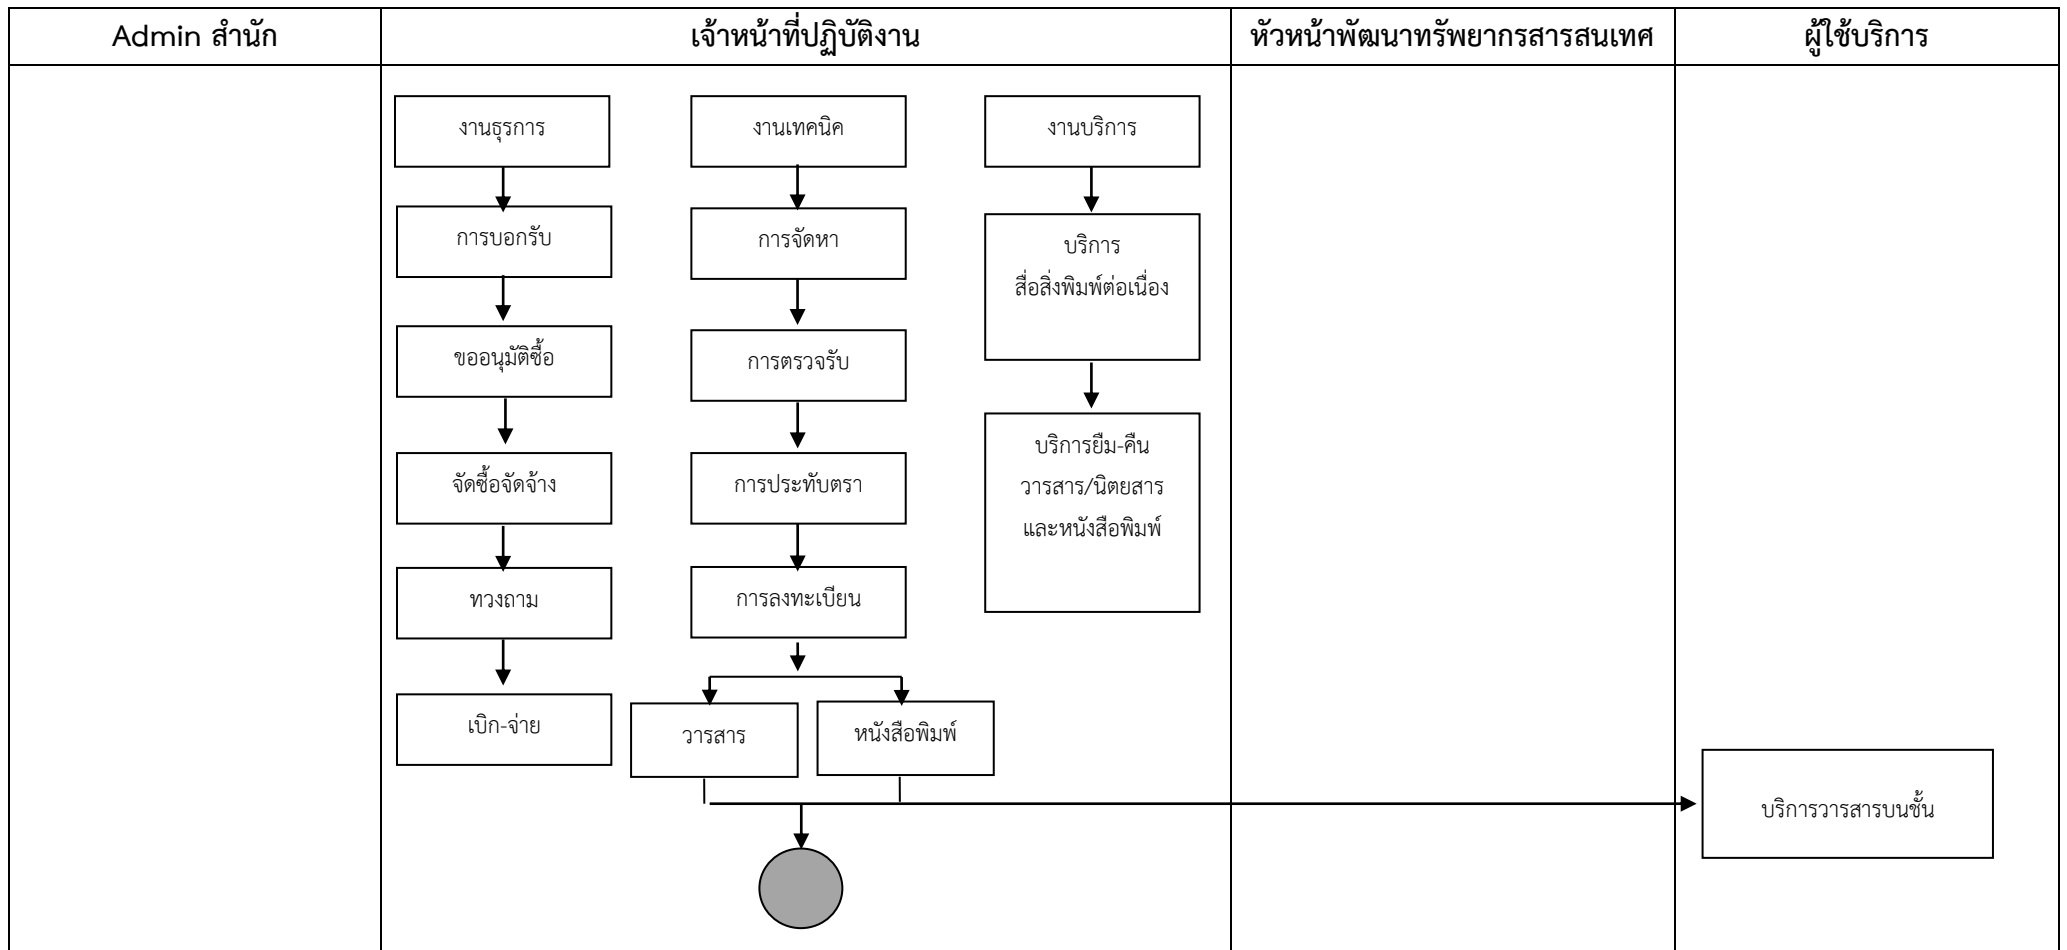 Admin สำนัก
เจ้าหน้าที่ปฏิบัติงาน
หัวหน้าพัฒนาทรัพยากรสารสนเทศ
ผู้ใช้บริการ
งานธุรการ
การบอกรับ
ขออนุมัติซื้อ
จัดซื้อจัดจ้าง
ทวงถาม
เบิก-จ่าย
งานเทคนิค
การจัดหา
การตรวจรับ
การประทับตรา
การลงทะเบียน
วารสาร
หนังสือพิมพ์
งานบริการ
บริการ
สื่อสิ่งพิมพ์ต่อเนื่อง
บริการยืม-คืน
วารสาร/นิตยสาร
และหนังสือพิมพ์
บริการวารสารบนชั้น